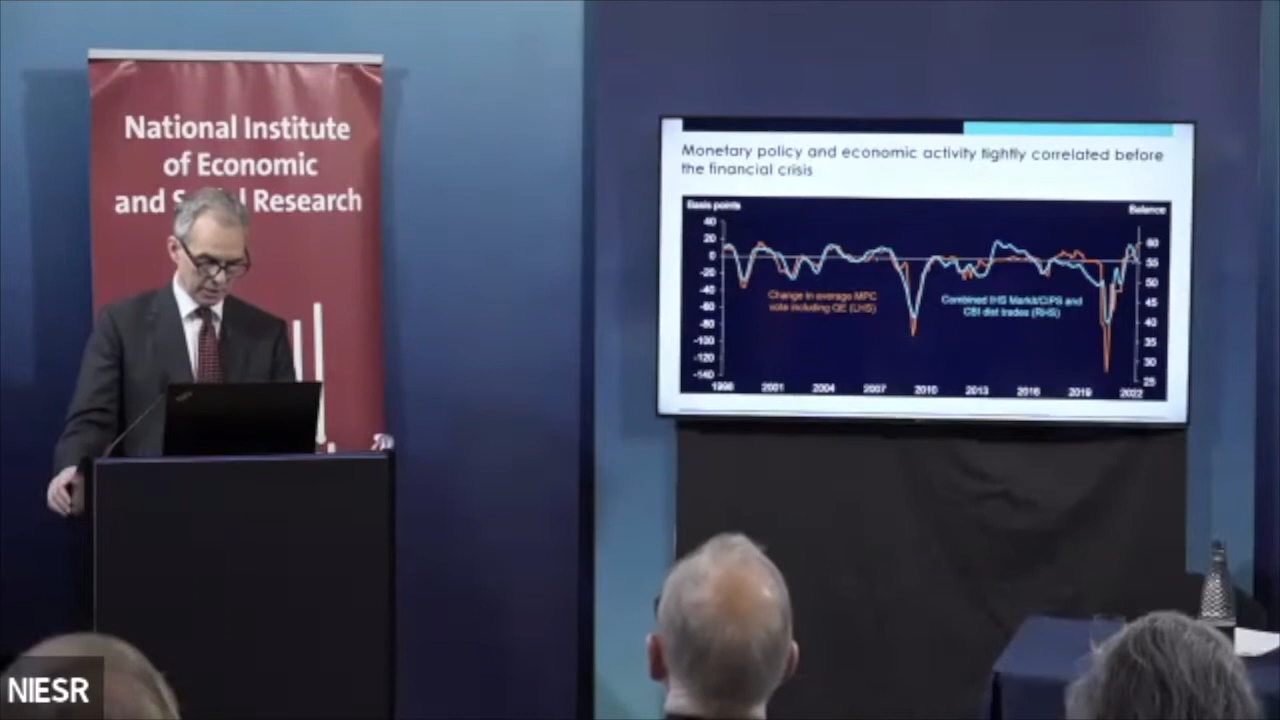 National Institute
of Economic
and Social Research
Monetary policy and economic activity tightly correlated before
the financial crisis
Basis points
Balance
40
20
0
-20
-40
-60
-80
-100
-120
-140
60
55
50
45
40
35
30
25
Change in average MPC
vote including QE (LHS)
Combined IHS Markit/CIPS and
CBI dist trades (RHS)
1998 2001 2004 2007 2010 2013 2016 2019 2022
NIESR